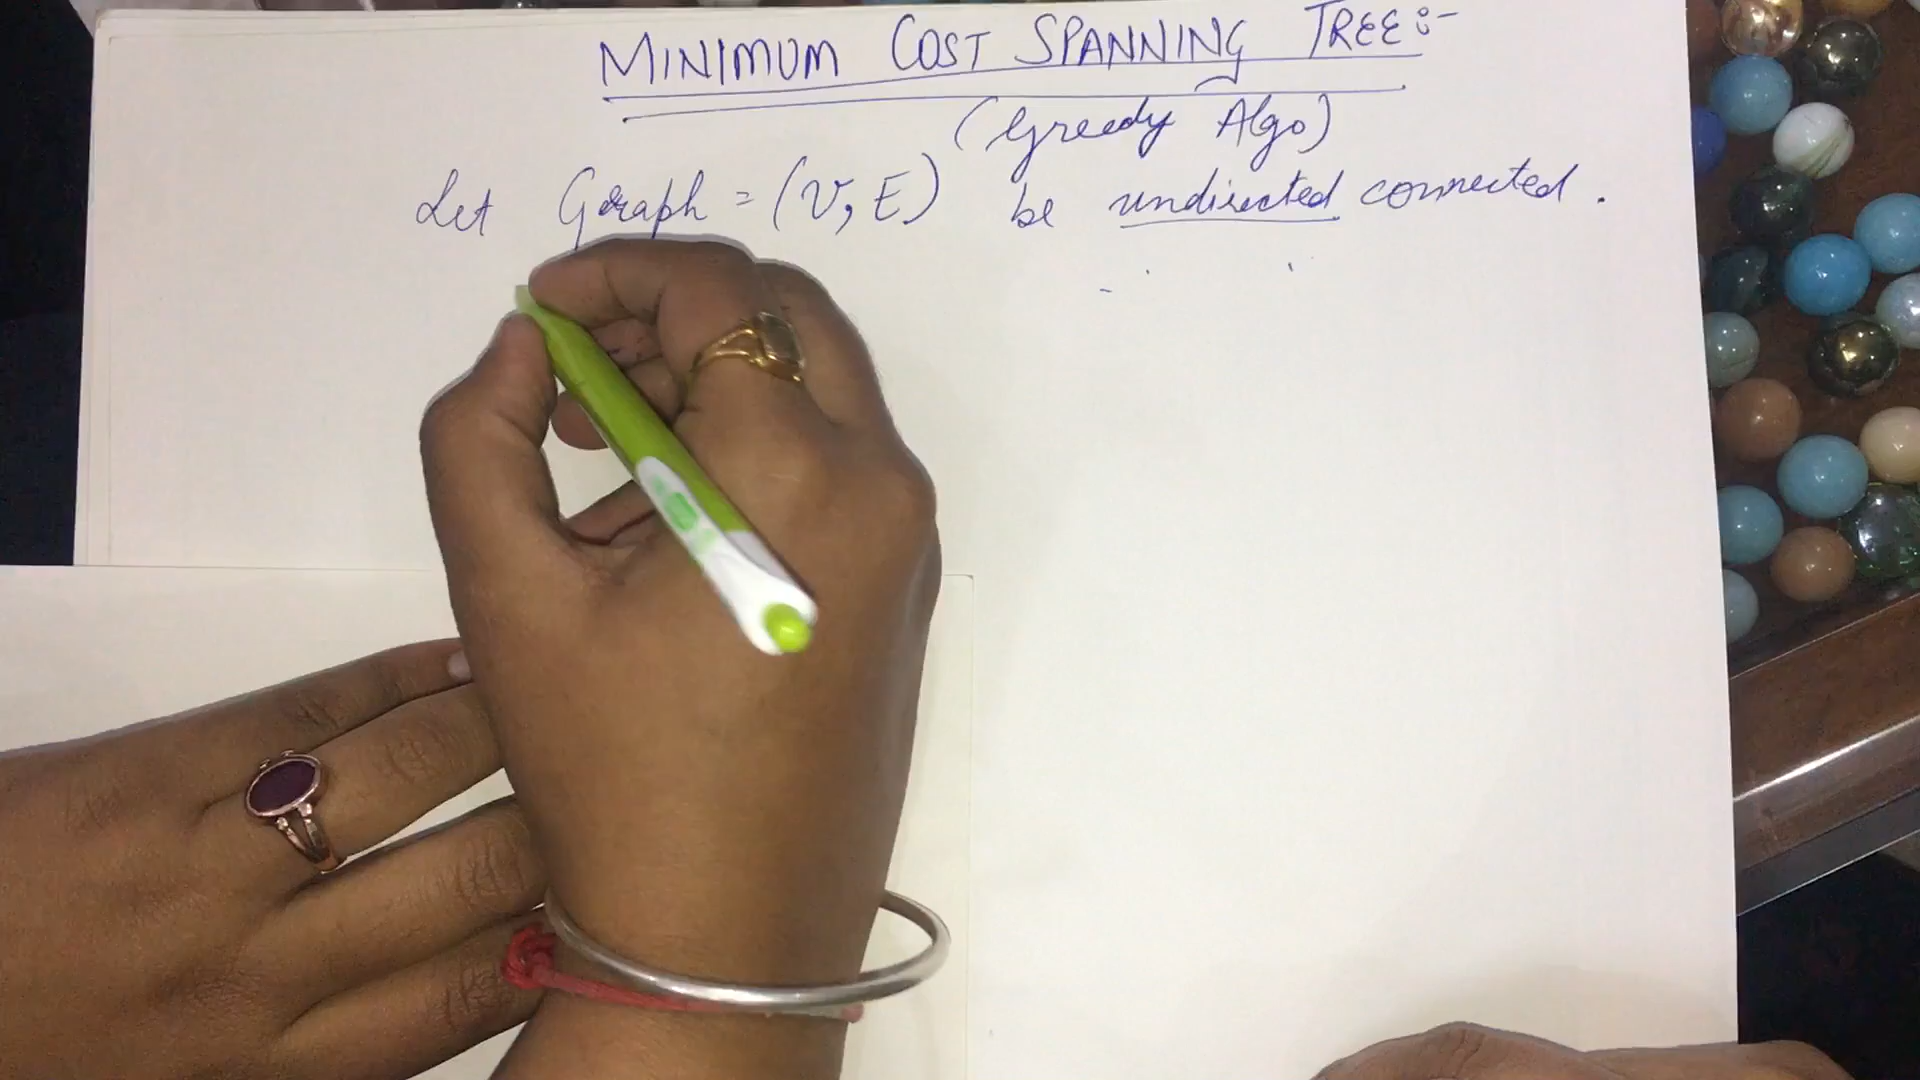 MINIMUM COST SPANNING TREE:-
(Greedy Algo)
Let Graph = (V, E) be undirected connected.